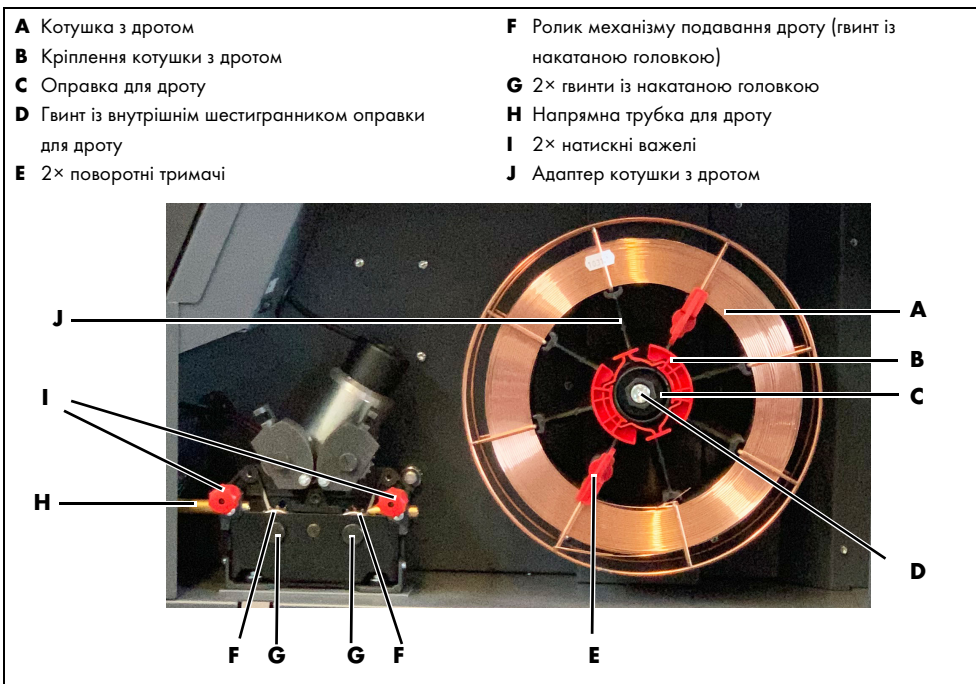 A Котушка з дротом
B Кріплення котушки з дротом
C Оправка для дроту
D Гвинт із внутрішнім шестигранником оправки
для дроту
E 2× поворотні тримачі
F Ролик механізму подавання дроту (гвинт із
накатаною головкою)
G 2× гвинти із накатаною головкою
H Напрямна трубка для дроту
I 2× натискні важелі
J Адаптер котушки з дротом
J
A
B
I
C
H
D
F
G
G
F
E